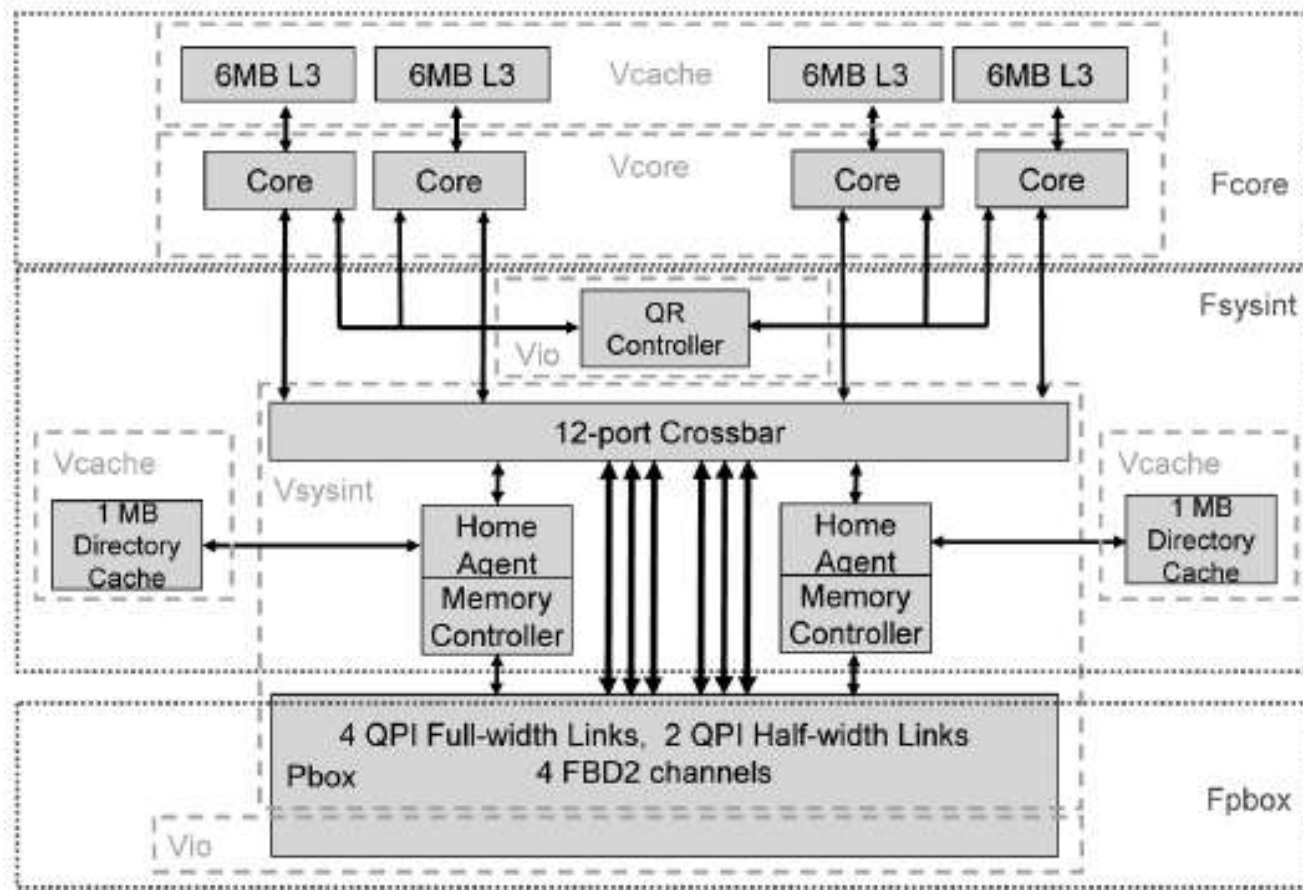 6MB L3
6MB L3
Vcache
6MB L3
6MB L3
Core
Core
Vcore
Core
Core
Fcore
Fsysint
QR
Controller
Vio
12-port Crossbar
Vcache
Vsysint
Vcache
1 MB
Directory
Cache
Home
Agent
Memory
Controller
Home
Agent
Memory
Controller
1 MB
Directory
Cache
4 QPI Full-width Links, 2 QPI Half-width Links
Pbox
4 FBD2 channels
Fpbox
Vio